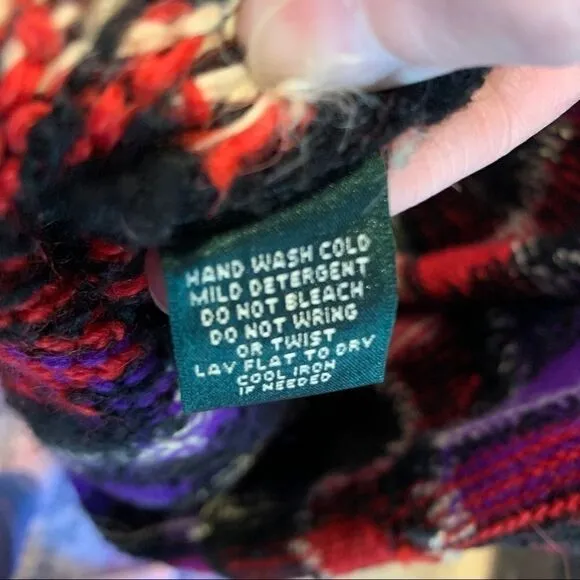 HAND WASH COLD
MILD DETERGENT
DO NOT BLEACH
DO NOT WRING
OR TWIST
LAY FLAT TO DRY
COOL IRON
IF NEEDED